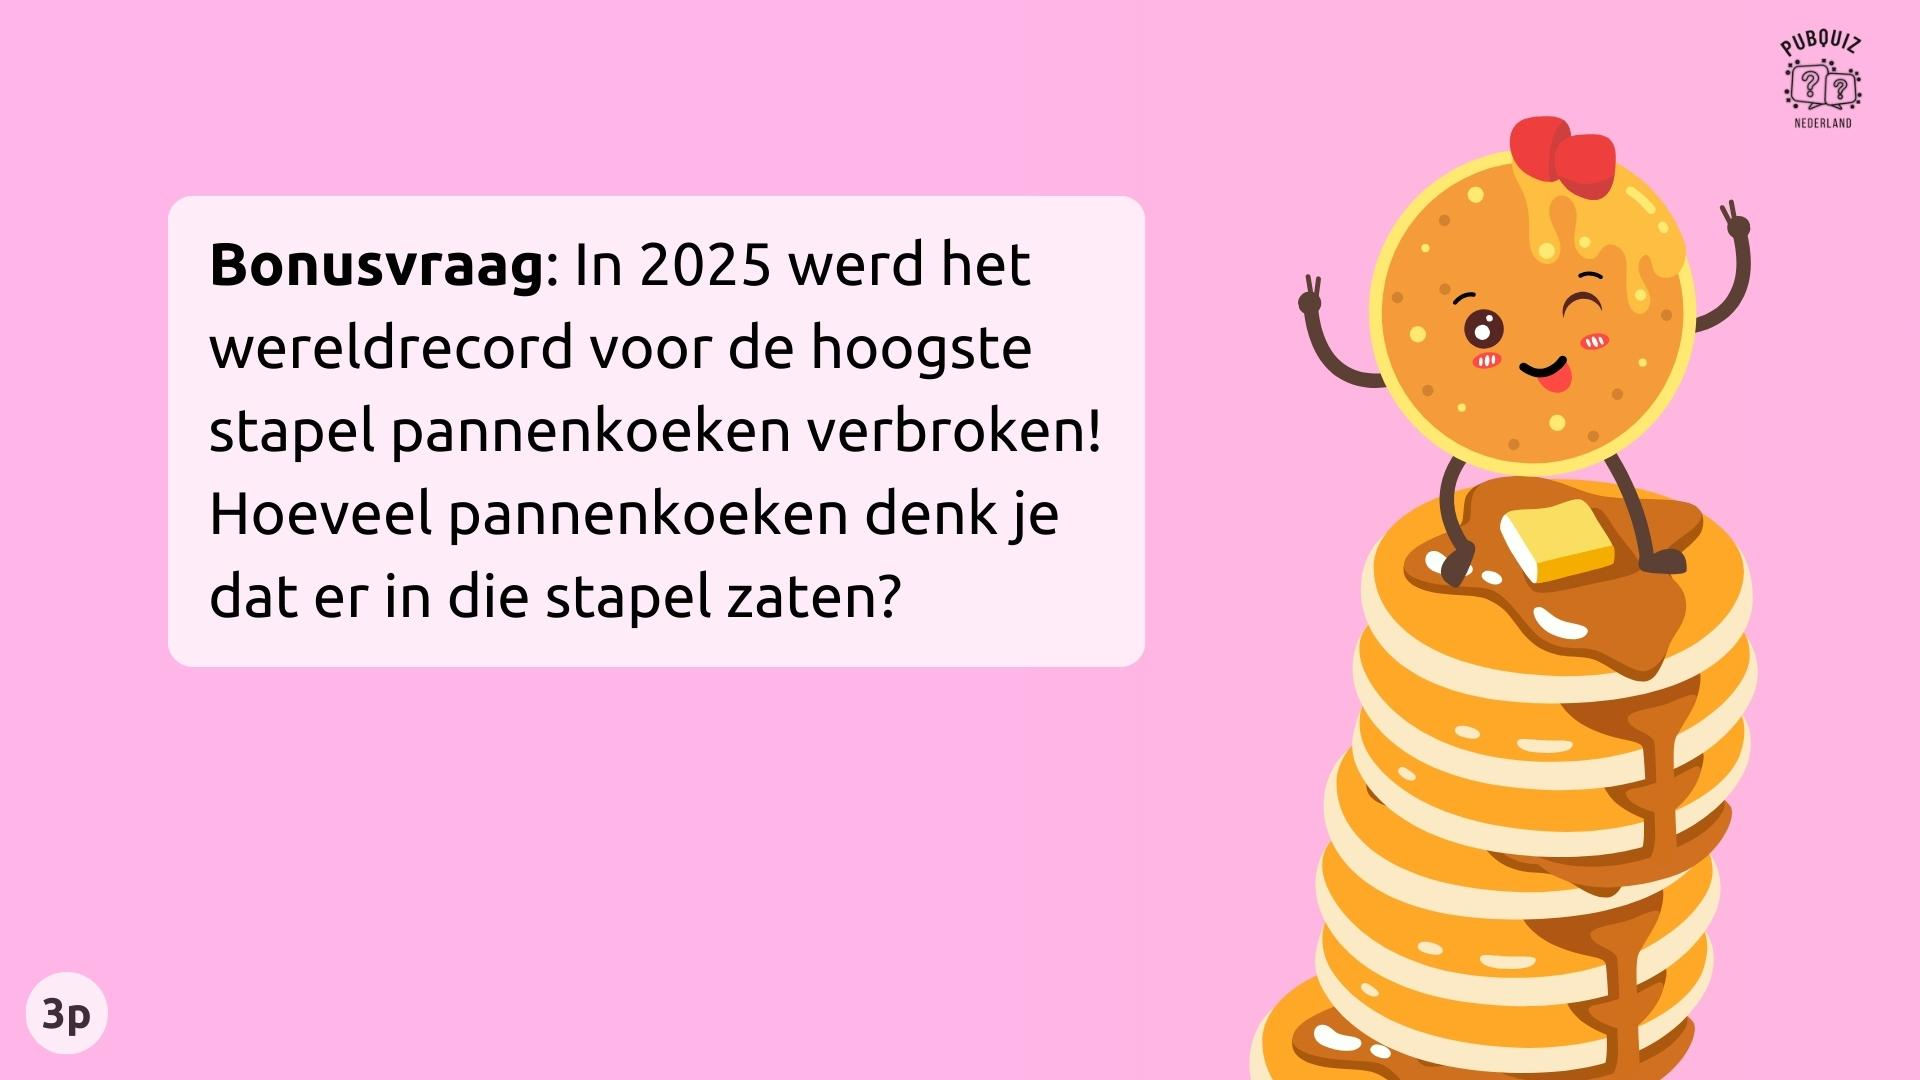 PUBQUIZ
? ?
NEDERLAND
Bonusvraag: In 2025 werd het
wereldrecord voor de hoogste
stapel pannenkoeken verbroken!
Hoeveel pannenkoeken denk je
dat er in die stapel zaten?
3p